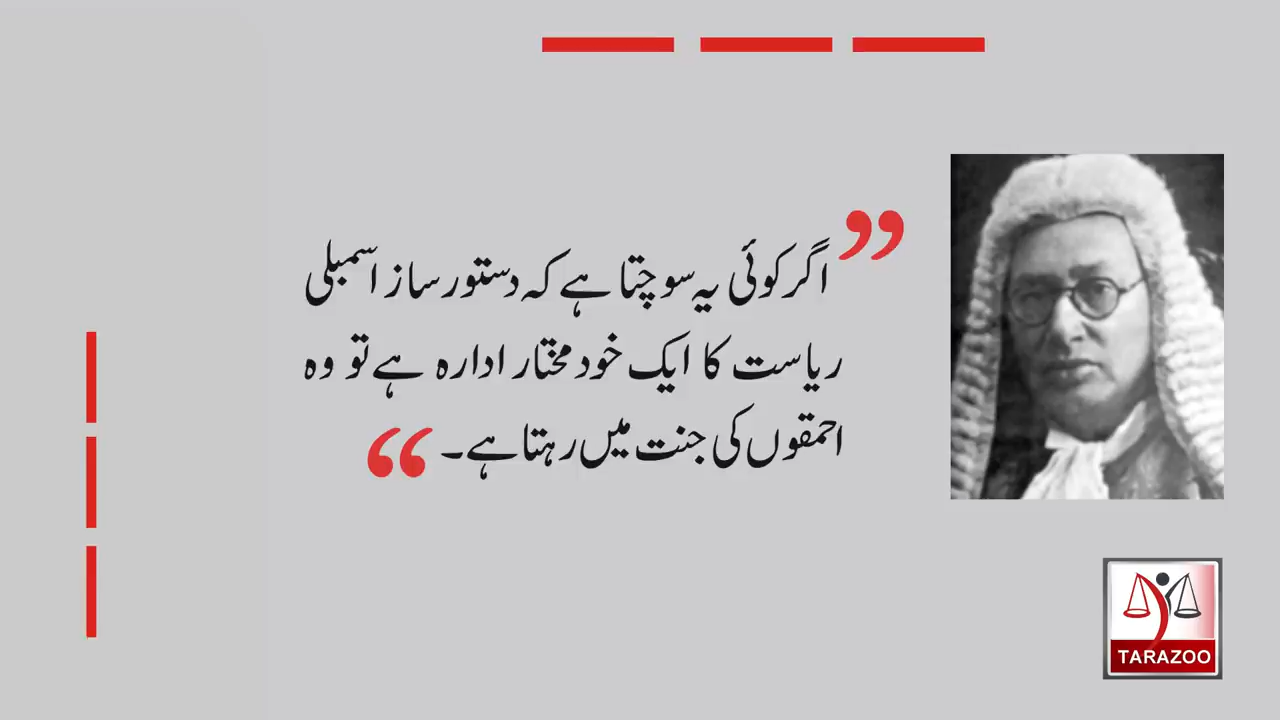 ”اگر کوئی یہ سوچتا ہے کہ دستور ساز اسمبلی
ریاست کا ایک خود مختار ادارہ ہے تو وہ
احمقوں کی جنت میں رہتا ہے۔“
TARAZOO